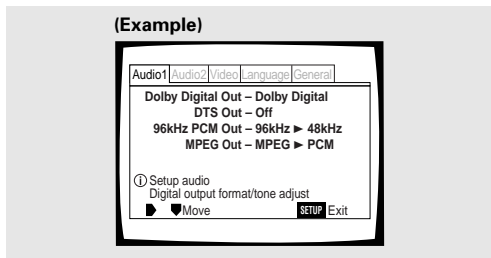 (Example)
Audio1 Audio2 Video Language General
Dolby Digital Out – Dolby Digital
DTS Out – Off
96kHz PCM Out – 96kHz ► 48kHz
MPEG Out – MPEG ► PCM
ⓘ Setup audio
Digital output format/tone adjust
Move SETUP Exit